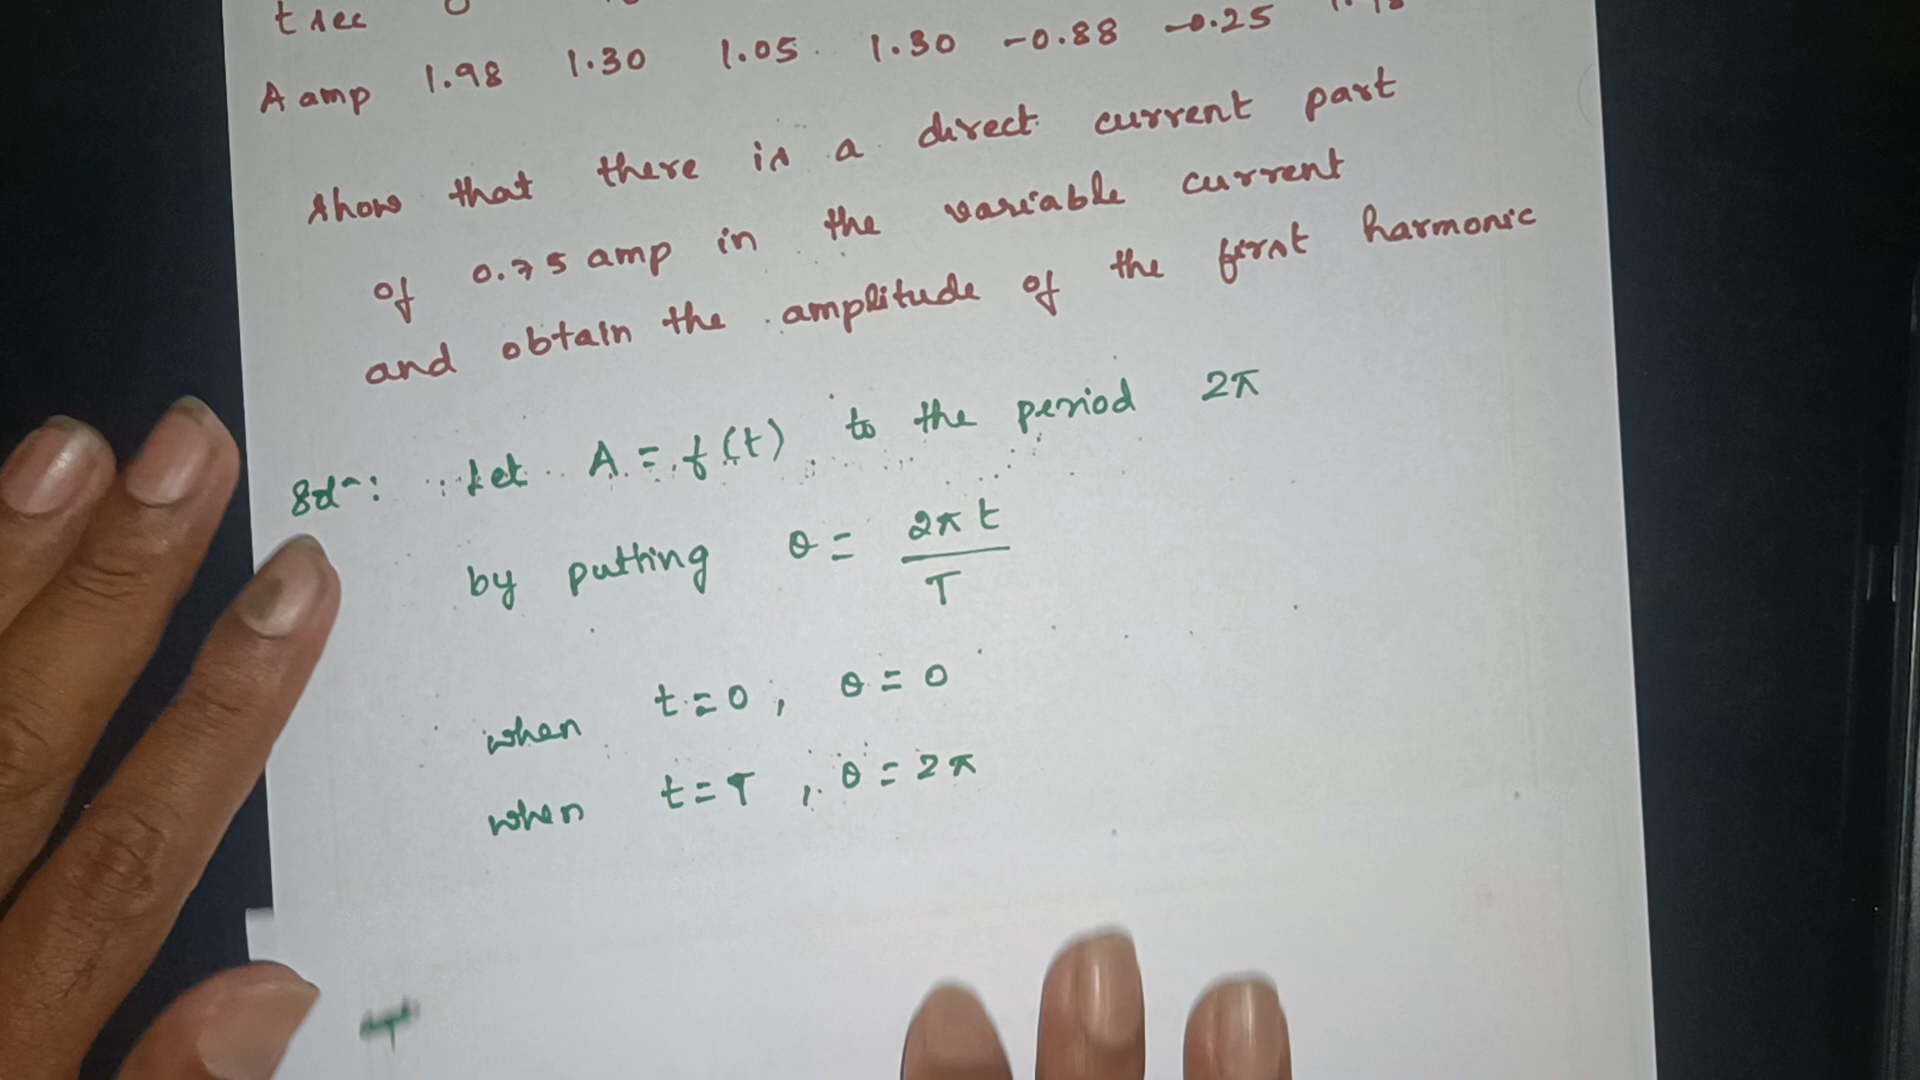 t sec 0
A amp 1.98 1.30 1.05 1.30 -0.88 -0.25
show that there is a direct current part
of 0.75 amp in the variable current
and obtain the amplitude of the first harmonic
Sol^n: Let A = f(t) to the period 2π
by putting θ = 2πt / T
when t=0, θ = 0
when t=T, θ = 2π